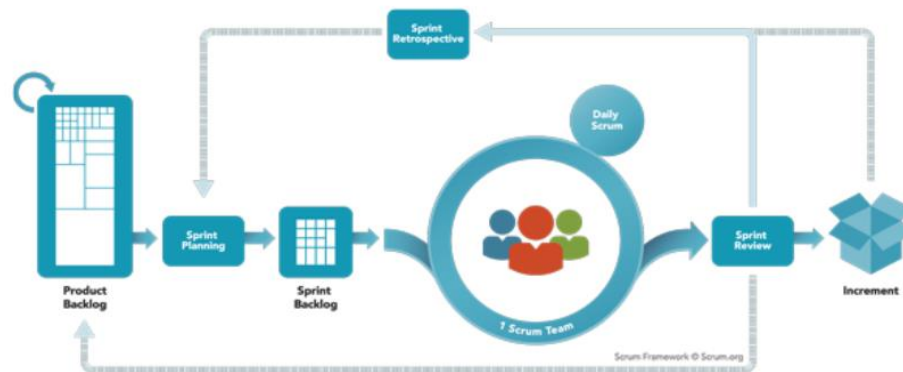 Sprint
Retrospective
Daily
Scrum
Sprint
Planning
Sprint
Review
Product
Backlog
Sprint
Backlog
1 Scrum Team
Increment
Scrum Framework © Scrum.org